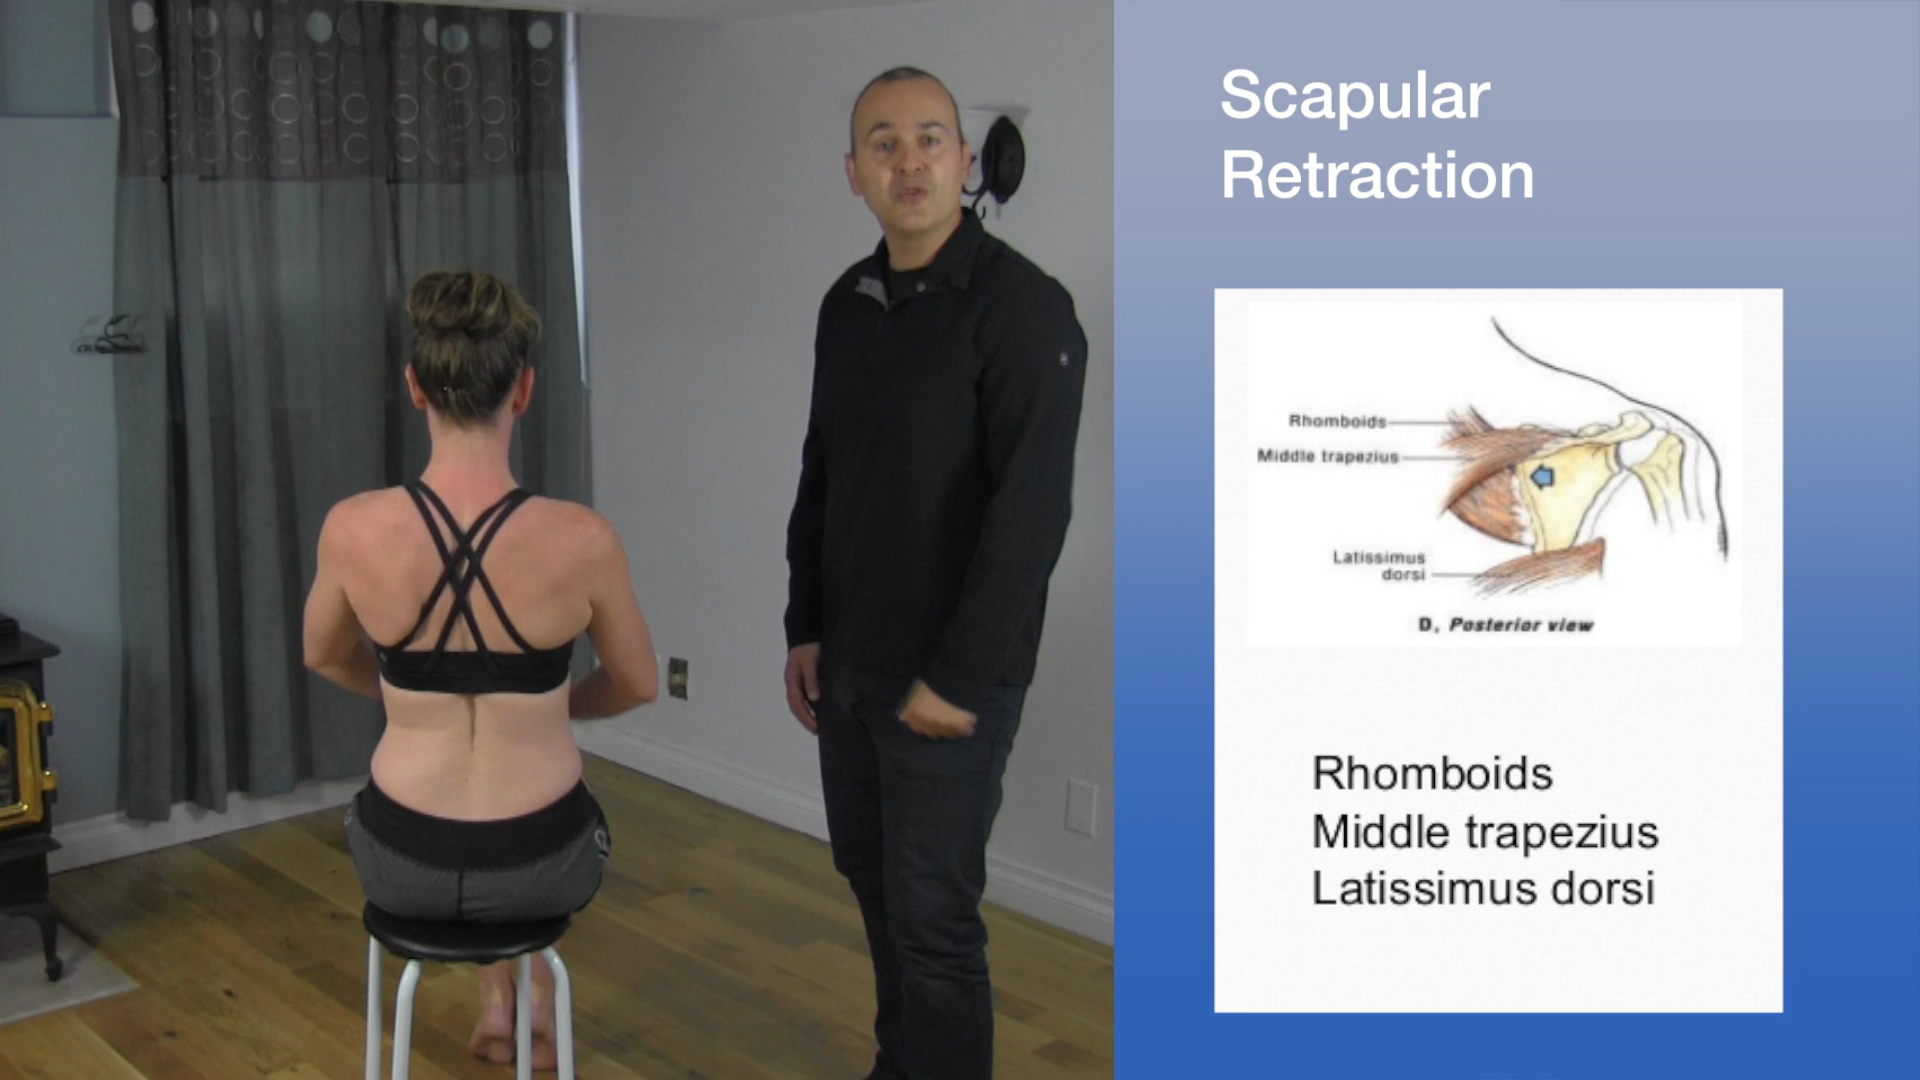 Scapular
Retraction
Rhomboids
Middle trapezius
Latissimus
dorsi
D, Posterior view
Rhomboids
Middle trapezius
Latissimus dorsi